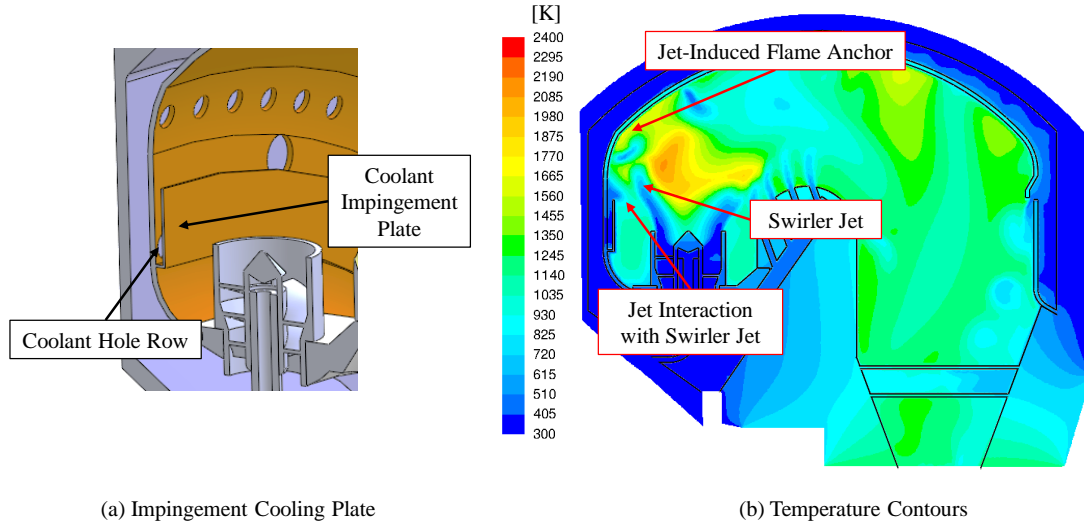 Coolant
Impingement
Plate
Coolant Hole Row
(a) Impingement Cooling Plate
[K]
2400
2295
2190
2085
1980
1875
1770
1665
1560
1455
1350
1245
1140
1035
930
825
720
615
510
405
300
Jet-Induced Flame Anchor
Swirler Jet
Jet Interaction
with Swirler Jet
(b) Temperature Contours